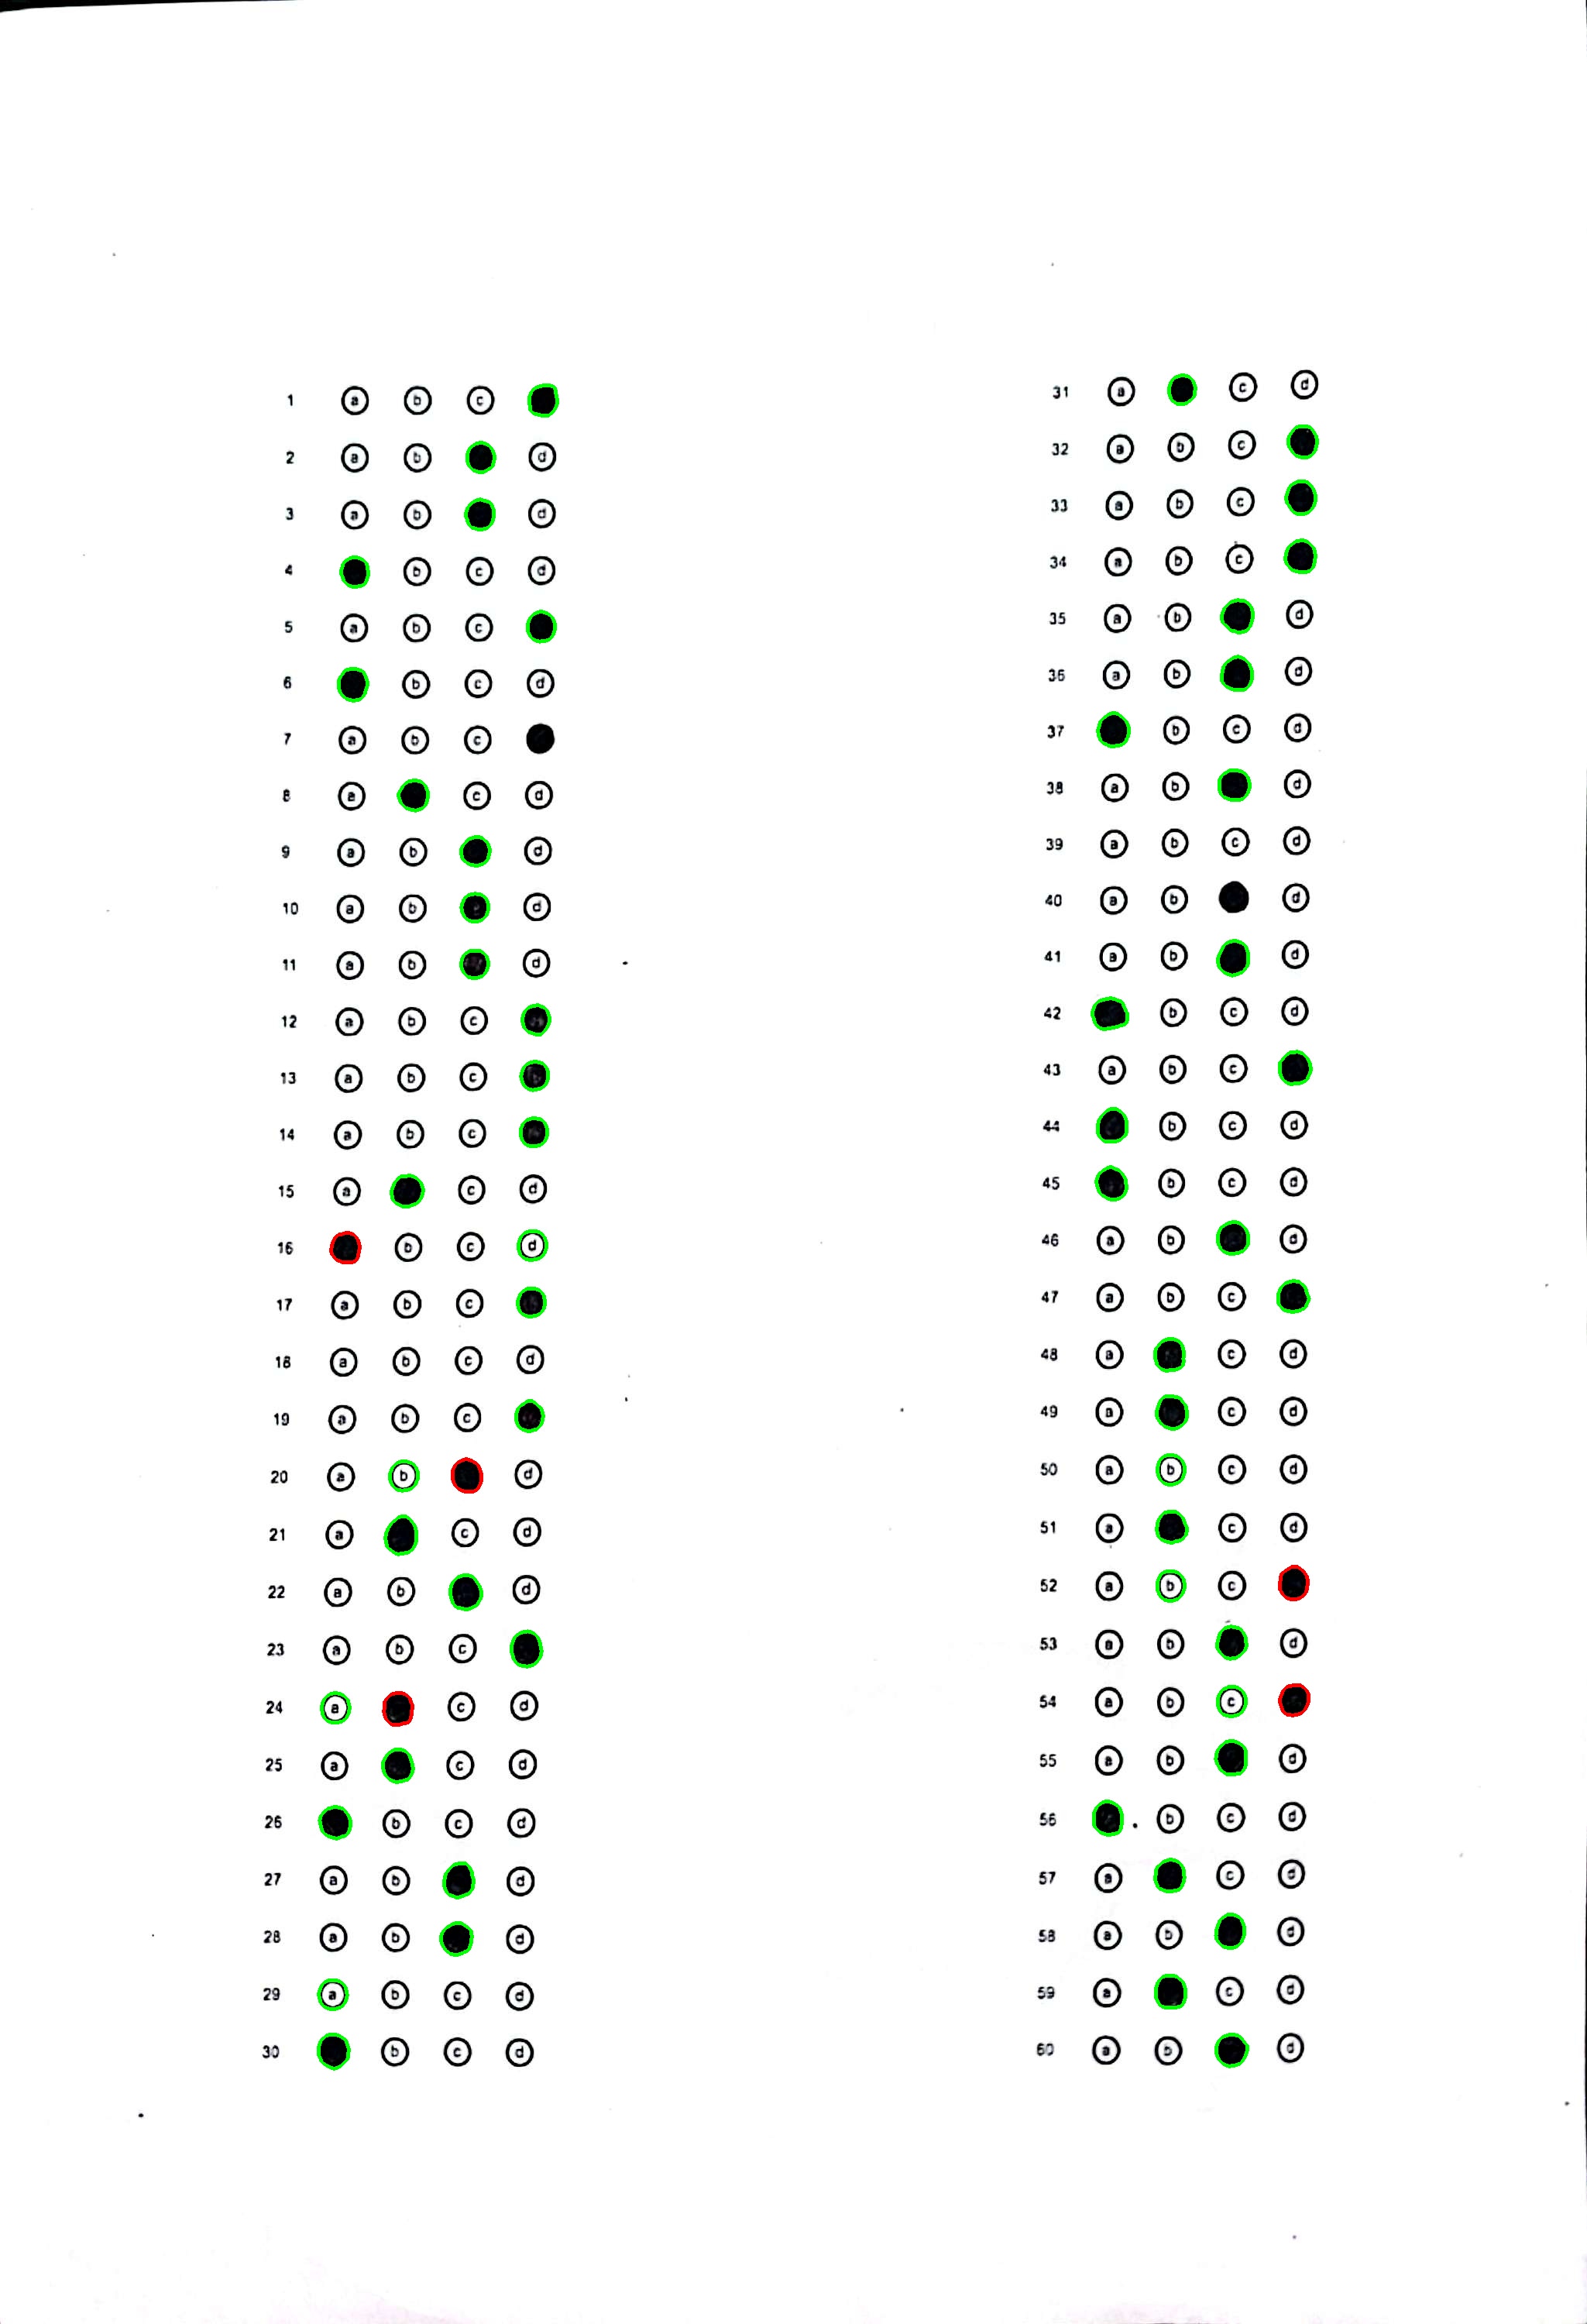 1 a b c
2 a b d
3 a b d
4 b c d
5 a b c
6 b c d
7 a b c
8 a c d
9 a b d
10 a b d
11 a b d
12 a b c
13 a b c
14 a b c
15 a c d
16 b c d
17 a b c
18 a b c d
19 a b c
20 a b d
21 a c d
22 a b d
23 a b c
24 a c d
25 a c d
26 b c d
27 a b d
28 a b d
29 a b c d
30 b c d
31 a c d
32 a b c
33 a b c
34 a b c
35 a b d
36 a b d
37 b c d
38 a b d
39 a b c d
40 a b d
41 a b d
42 b c d
43 a b c
44 b c d
45 b c d
46 a b d
47 a b c
48 a c d
49 a c d
50 a b c d
51 a c d
52 a b c
53 a b d
54 a b c
55 a b d
56 b c d
57 a c d
58 a b d
59 a c d
60 a b d